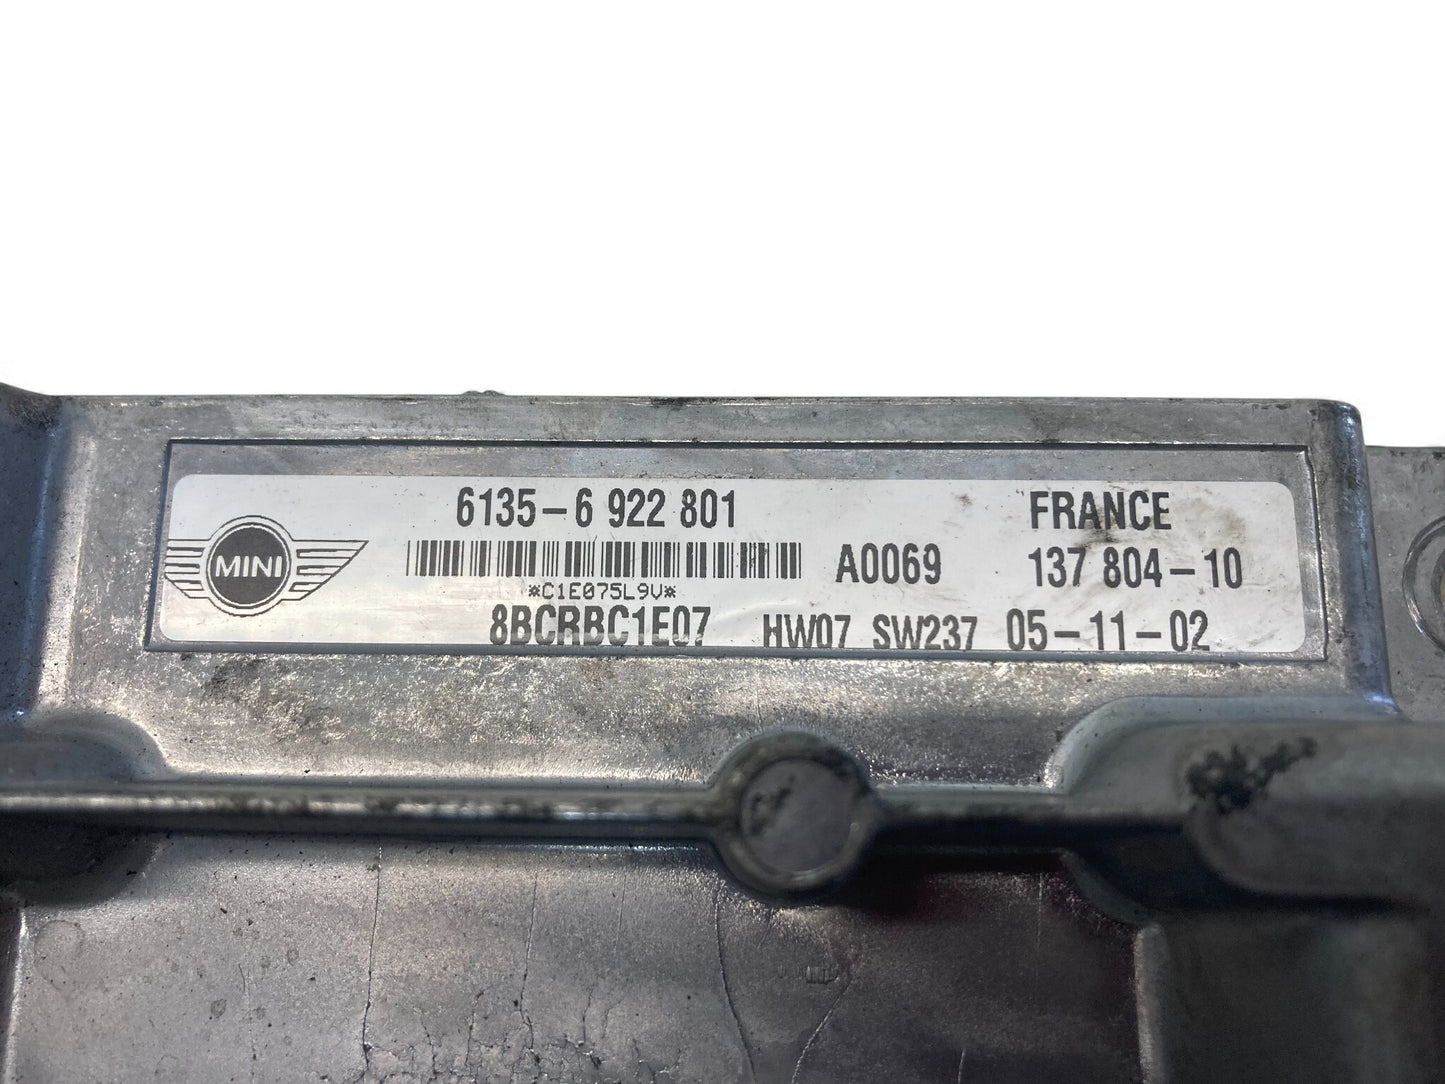 MINI
6135-6 922 801 FRANCE
A0069 137 804-10
*C1E075L9V*
8BCRBC1E07 HW07 SW237 05-11-02